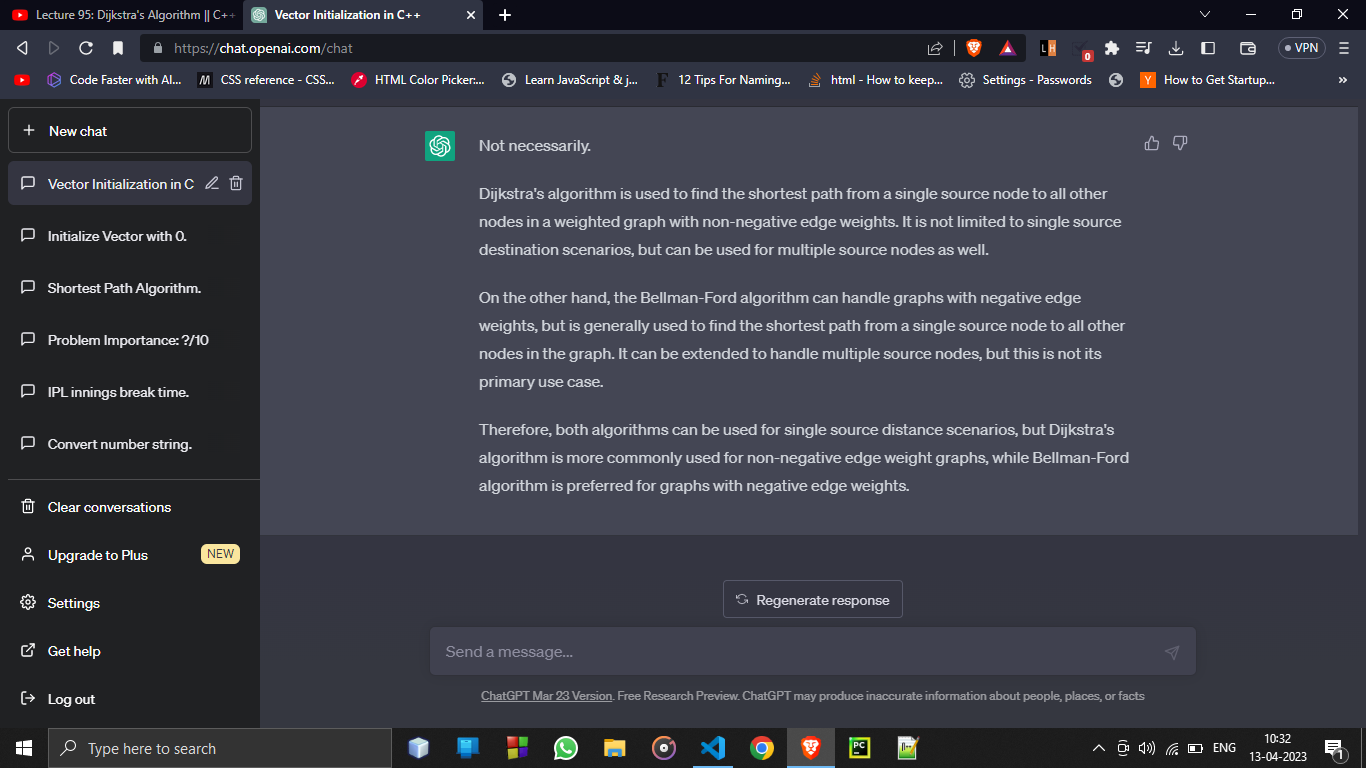 Lecture 95: Dijkstra's Algorithm || C++
Vector Initialization in C++
https://chat.openai.com/chat
0
VPN
Code Faster with AI...
CSS reference - CSS...
HTML Color Picker:...
Learn JavaScript & j...
12 Tips For Naming...
html - How to keep...
Settings - Passwords
How to Get Startup...
New chat
Vector Initialization in C
Initialize Vector with 0.
Shortest Path Algorithm.
Problem Importance: ?/10
IPL innings break time.
Convert number string.
Clear conversations
Upgrade to Plus
NEW
Settings
Get help
Log out
Not necessarily.
Dijkstra's algorithm is used to find the shortest path from a single source node to all other
nodes in a weighted graph with non-negative edge weights. It is not limited to single source
destination scenarios, but can be used for multiple source nodes as well.
On the other hand, the Bellman-Ford algorithm can handle graphs with negative edge
weights, but is generally used to find the shortest path from a single source node to all other
nodes in the graph. It can be extended to handle multiple source nodes, but this is not its
primary use case.
Therefore, both algorithms can be used for single source distance scenarios, but Dijkstra's
algorithm is more commonly used for non-negative edge weight graphs, while Bellman-Ford
algorithm is preferred for graphs with negative edge weights.
Regenerate response
Send a message...
ChatGPT Mar 23 Version. Free Research Preview. ChatGPT may produce inaccurate information about people, places, or facts
Type here to search
ENG
10:32
13-04-2023
1